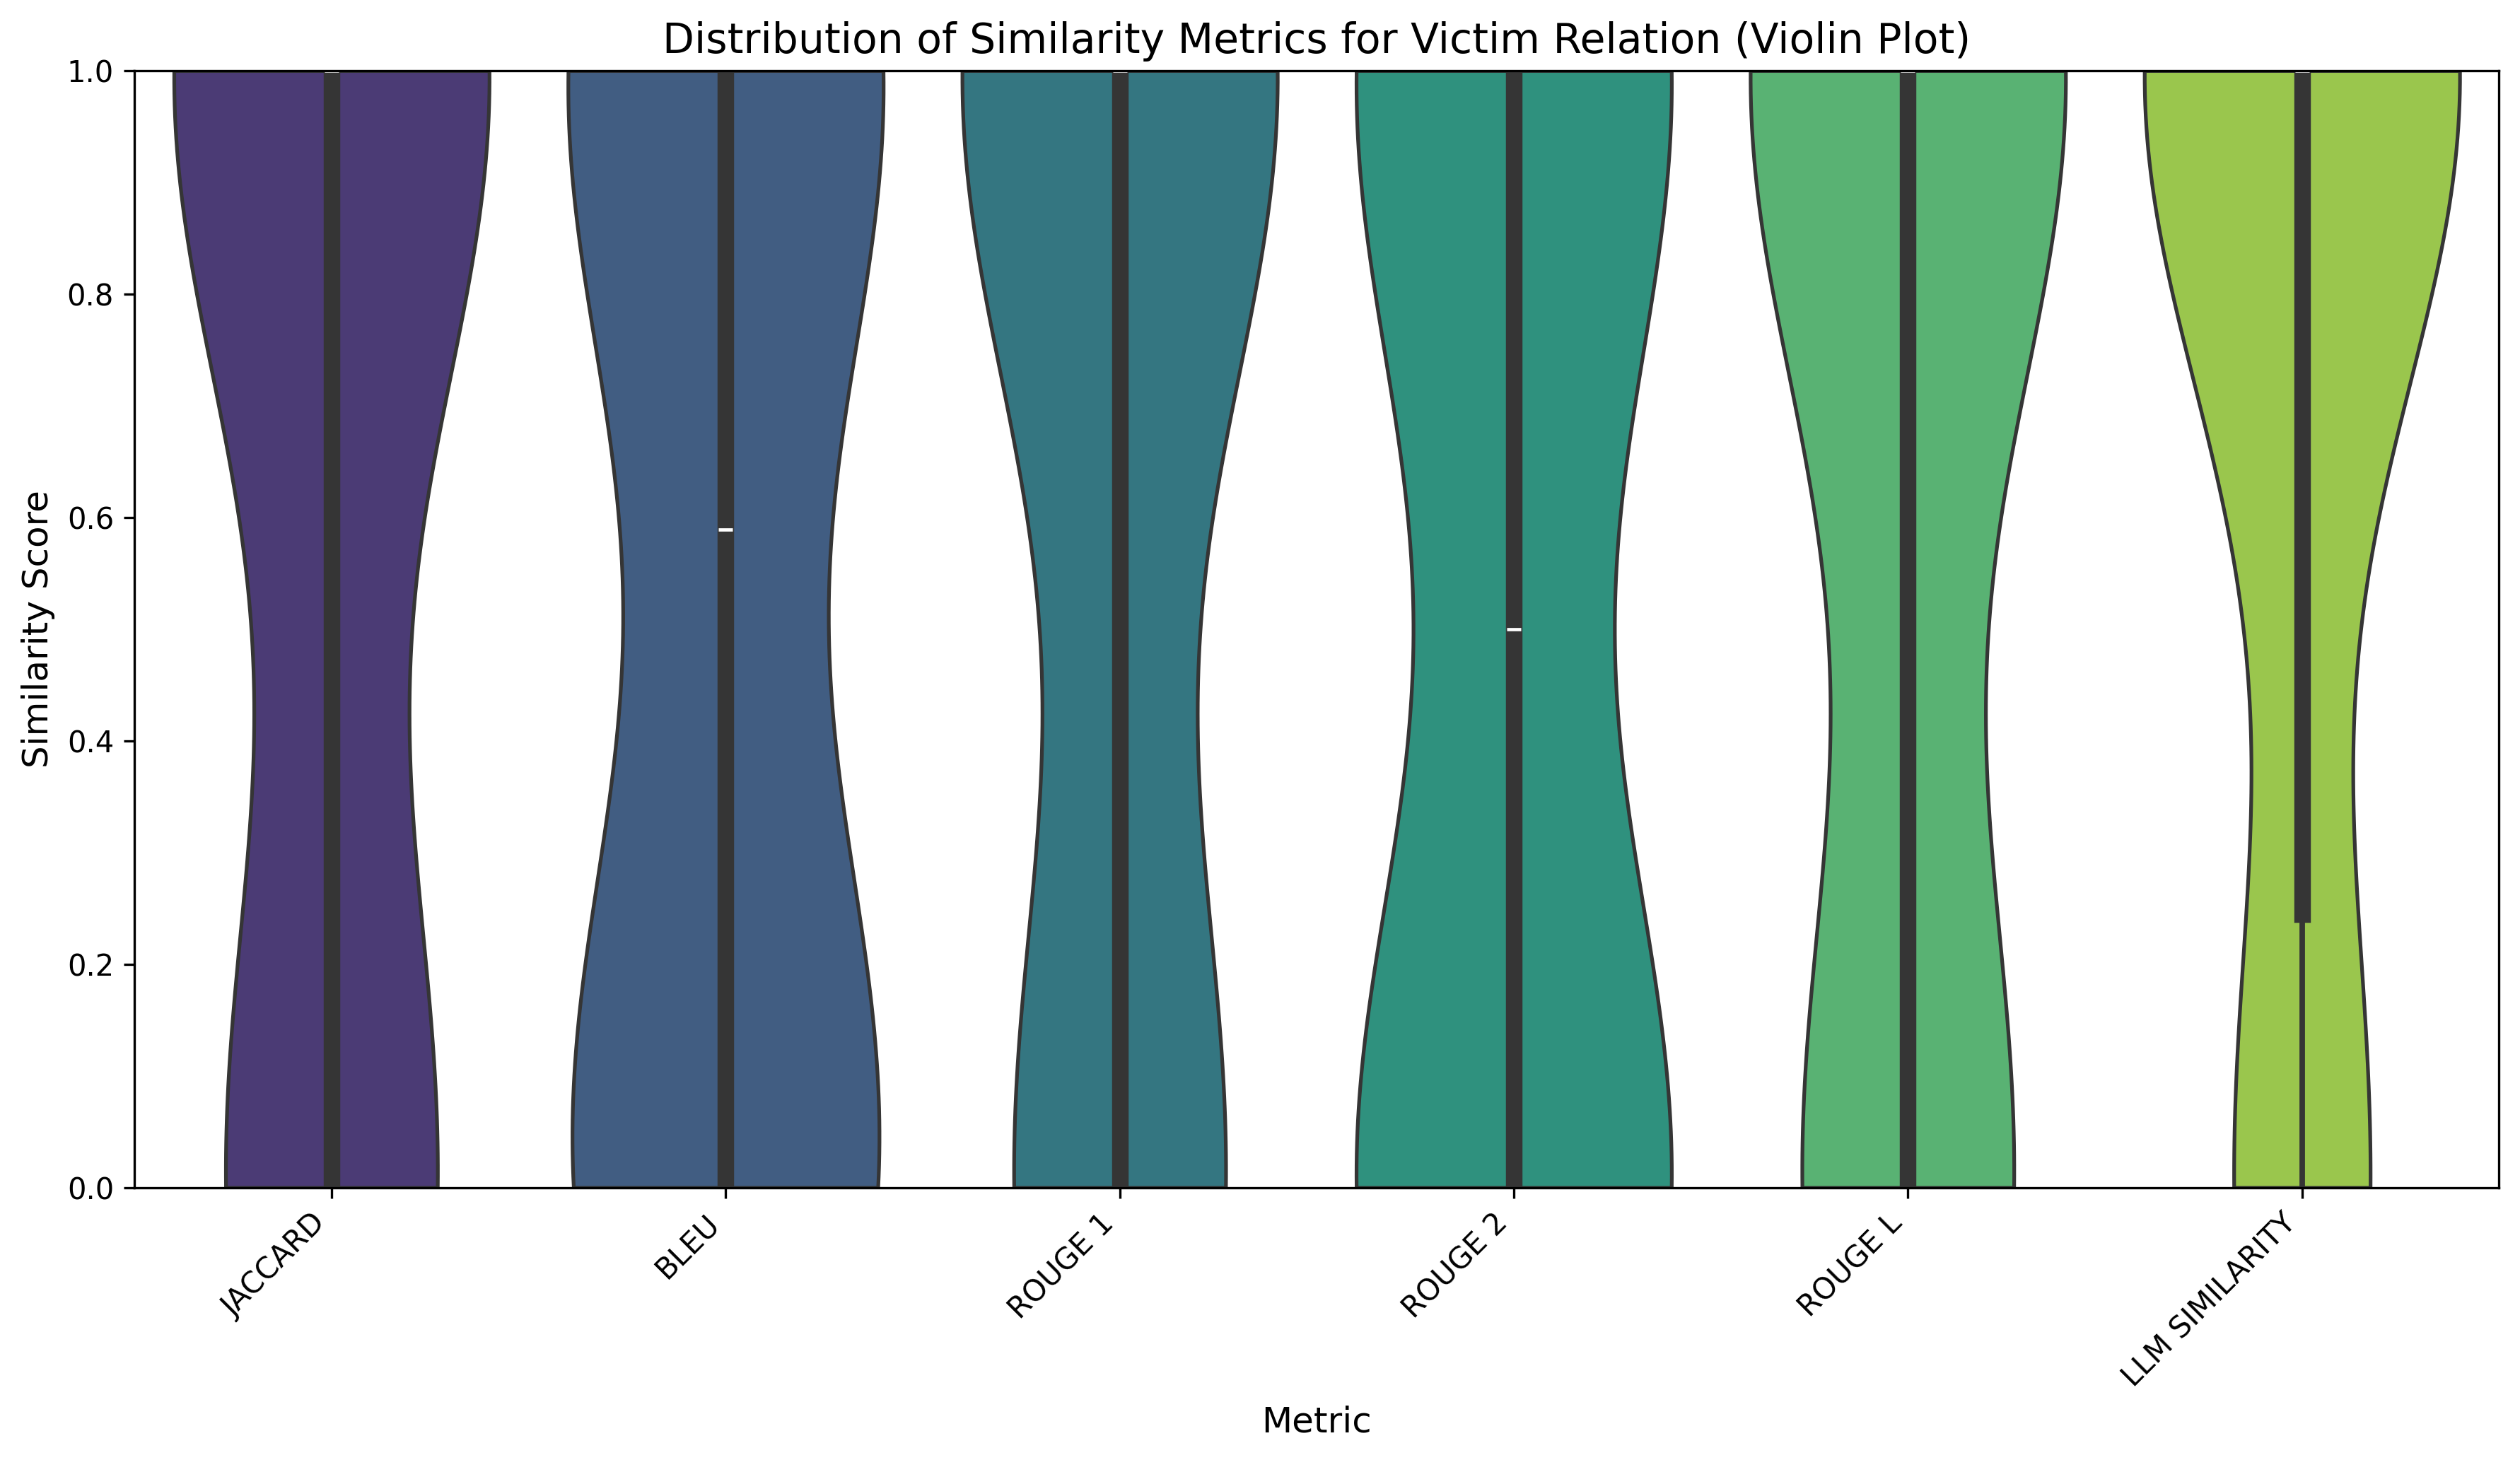 Distribution of Similarity Metrics for Victim Relation (Violin Plot)
1.0
0.8
0.6
0.4
0.2
0.0
Similarity Score
JACCARD
BLEU
ROUGE 1
ROUGE 2
ROUGE L
LLM SIMILARITY
Metric